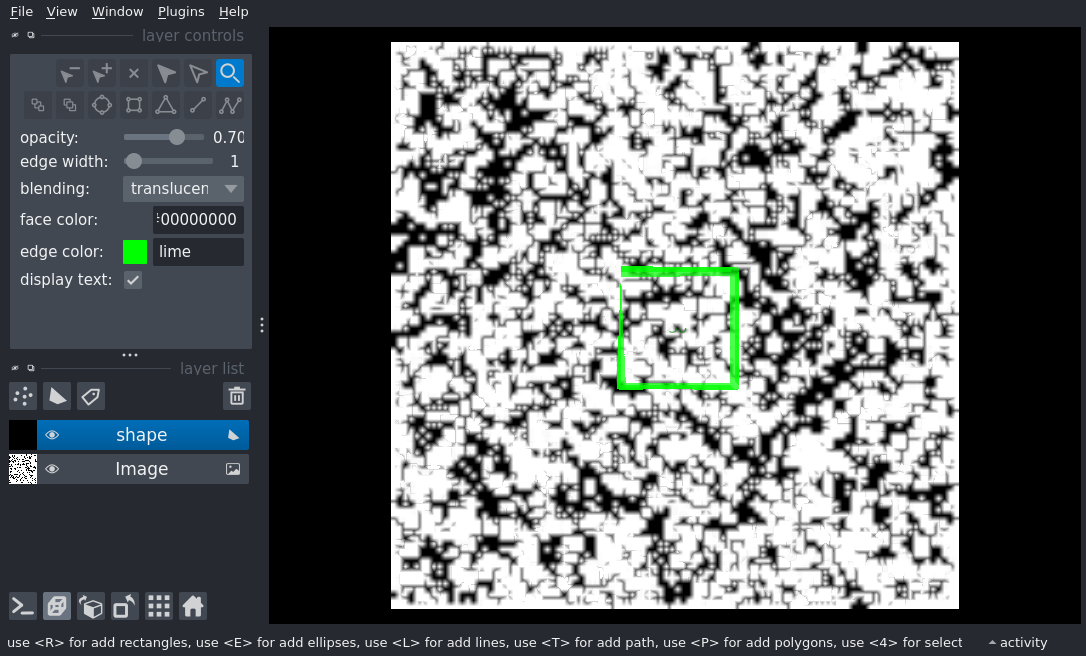 File View Window Plugins Help
layer controls
opacity: 0.70
edge width: 1
blending: translucen
face color: 00000000
edge color: lime
display text:
layer list
shape
Image
use <R> for add rectangles, use <E> for add ellipses, use <L> for add lines, use <T> for add path, use <P> for add polygons, use <4> for select activity